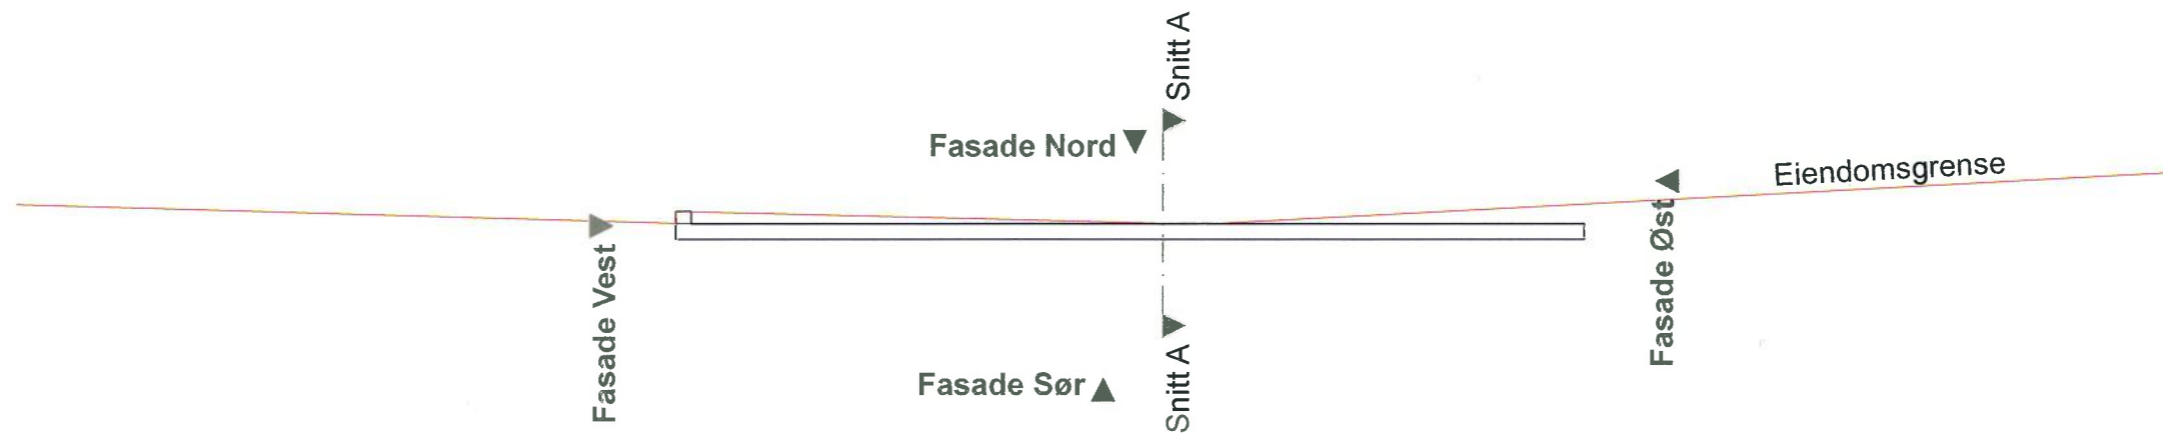 Snitt A
Fasade Nord
Eiendomsgrense
Fasade Vest
Fasade Øst
Fasade Sør
Snitt A